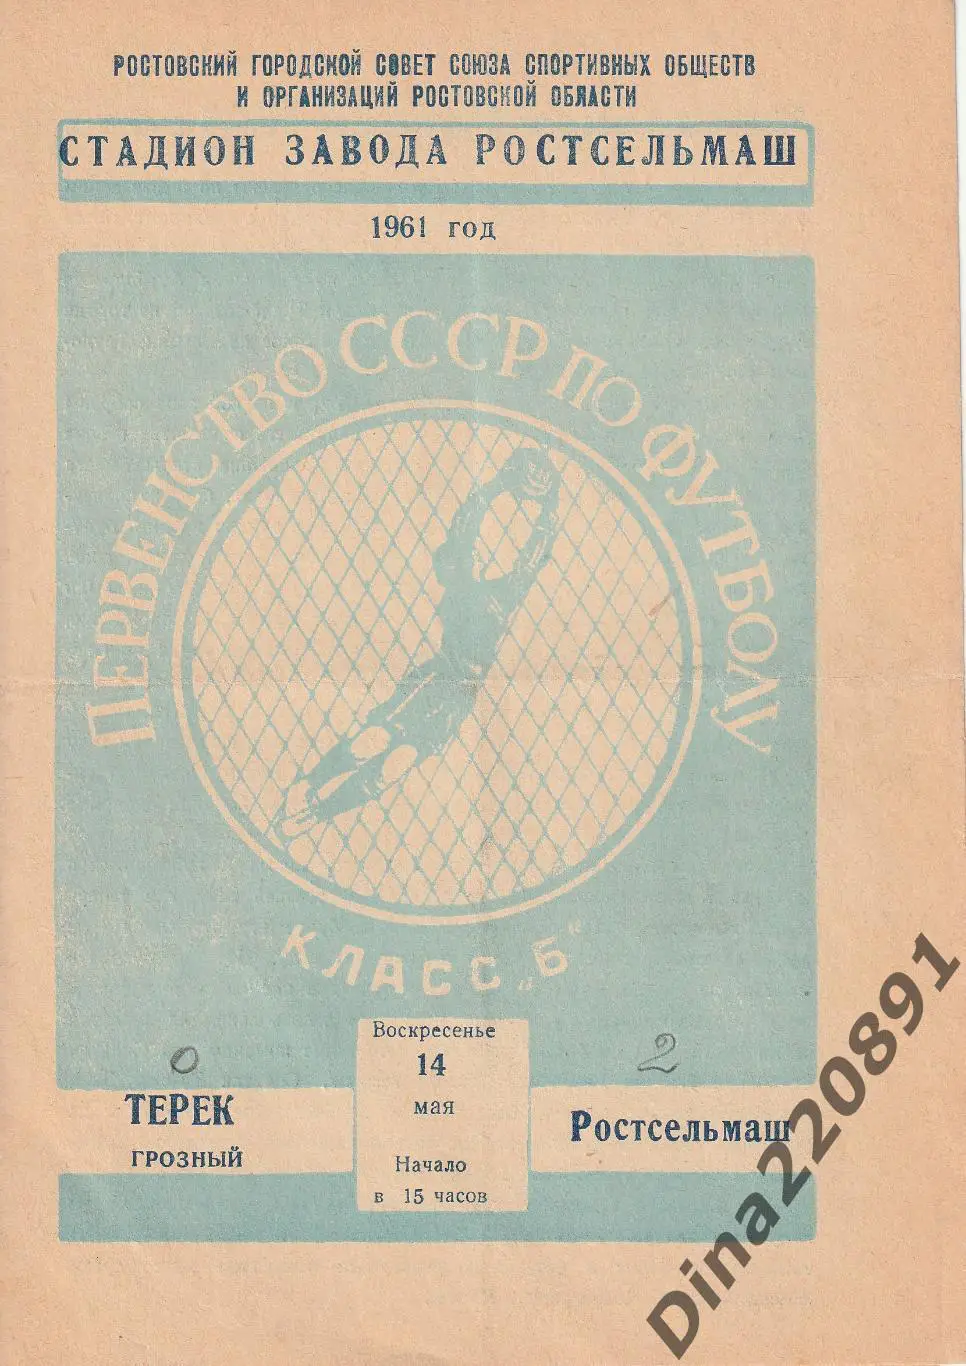 РОСТОВСКИЙ ГОРОДСКОЙ СОВЕТ СОЮЗА СПОРТИВНЫХ ОБЩЕСТВ
И ОРГАНИЗАЦИЙ РОСТОВСКОЙ ОБЛАСТИ
СТАДИОН ЗАВОДА РОСТСЕЛЬМАШ
1961 год
ПЕРВЕНСТВО СССР ПО ФУТБОЛУ
КЛАСС „Б“
Воскресенье
14
мая
Начало
в 15 часов
0
ТЕРЕК
ГРОЗНЫЙ
2
Ростсельмаш
Dina220891